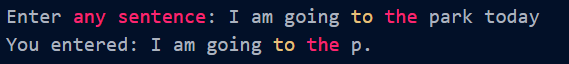 Enter any sentence: I am going to the park today
You entered: I am going to the p.